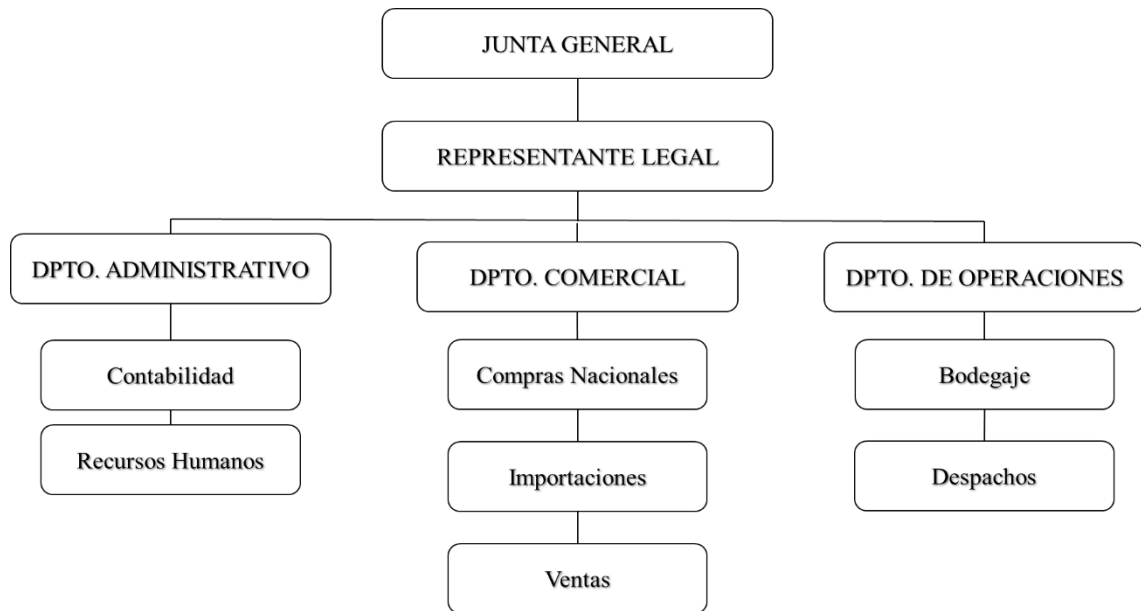 JUNTA GENERAL
REPRESENTANTE LEGAL
DPTO. ADMINISTRATIVO
DPTO. COMERCIAL
DPTO. DE OPERACIONES
Contabilidad
Compras Nacionales
Bodegaje
Recursos Humanos
Importaciones
Despachos
Ventas